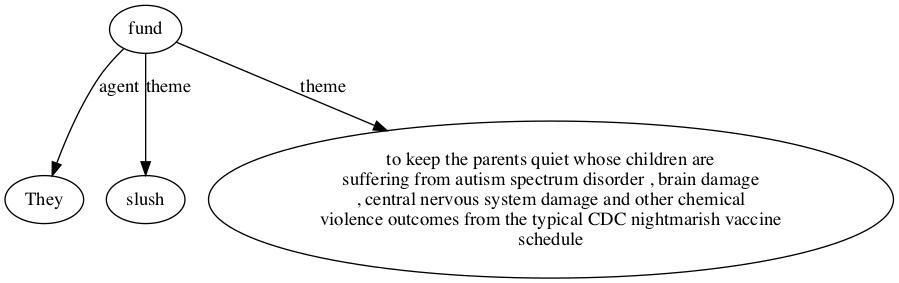 fund
agent
theme
theme
They
slush
to keep the parents quiet whose children are
suffering from autism spectrum disorder , brain damage
, central nervous system damage and other chemical
violence outcomes from the typical CDC nightmarish vaccine
schedule